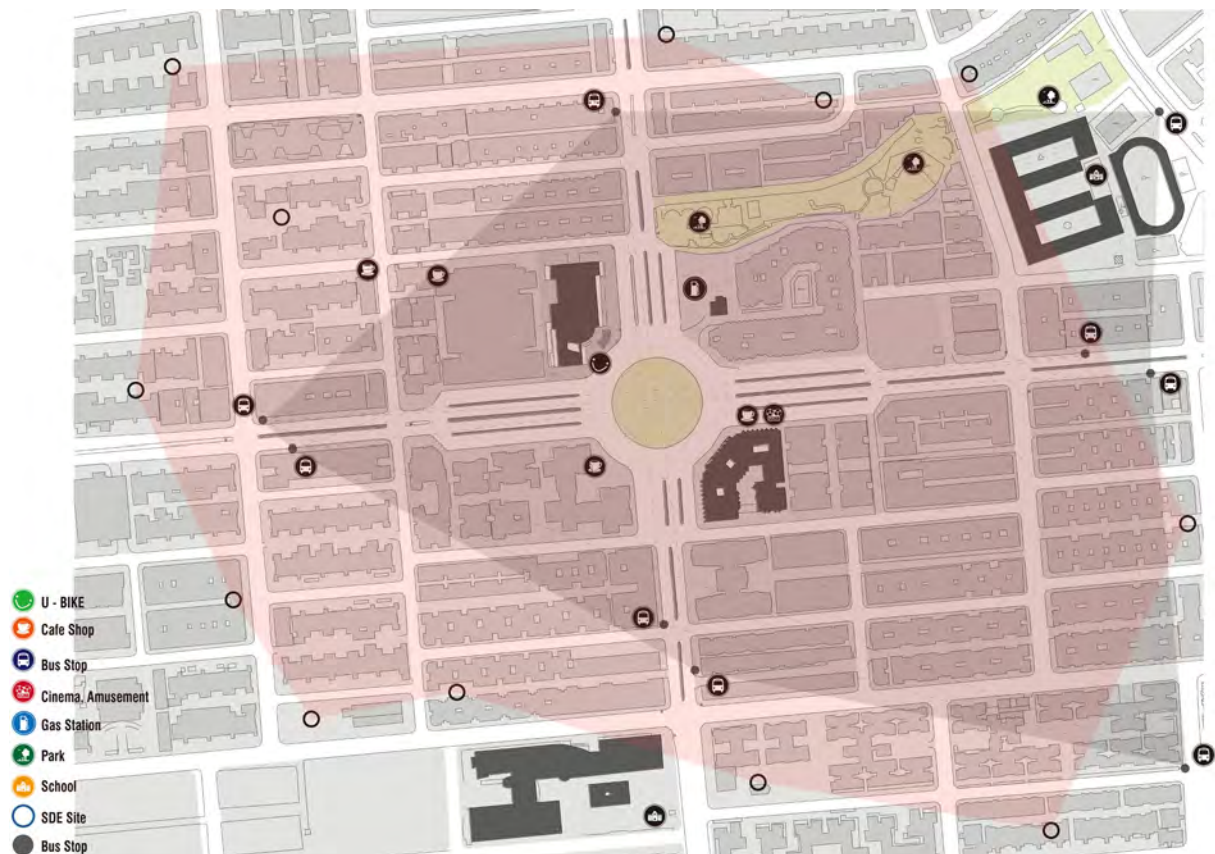 U - BIKE
Cafe Shop
Bus Stop
Cinema, Amusement
Gas Station
Park
School
SDE Site
Bus Stop